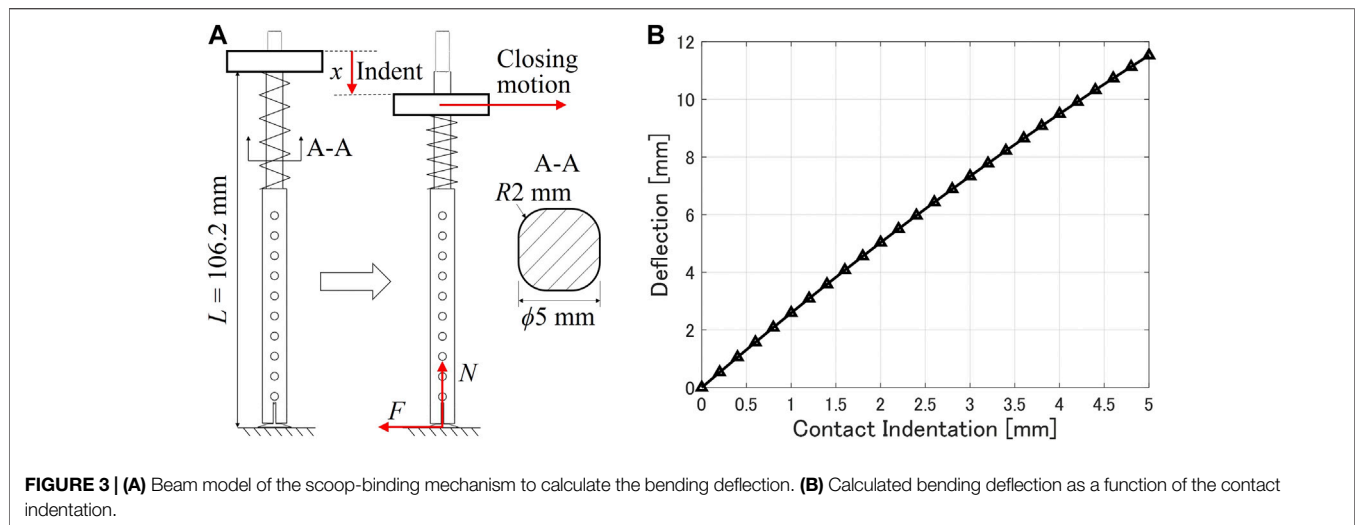 A
x Indent
Closing
motion
A-A
A-A
R2 mm
L = 106.2 mm
ϕ5 mm
N
F
B
Deflection [mm]
12
10
8
6
4
2
0
0 0.5 1 1.5 2 2.5 3 3.5 4 4.5 5
Contact Indentation [mm]
FIGURE 3 | (A) Beam model of the scoop-binding mechanism to calculate the bending deflection. (B) Calculated bending deflection as a function of the contact
indentation.